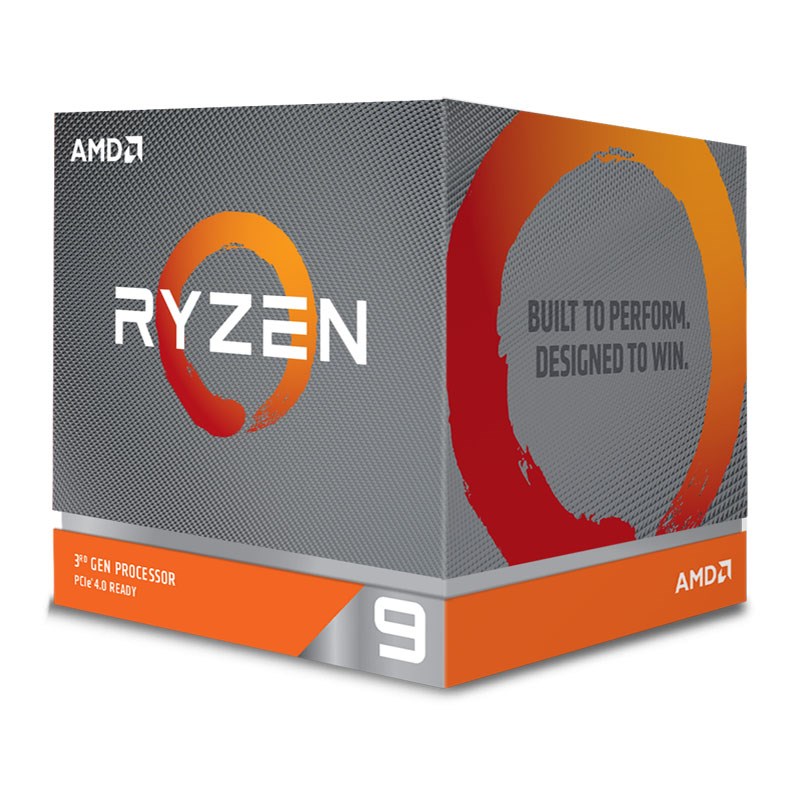 AMD
RYZEN
3RD GEN PROCESSOR
PCIe® 4.0 READY
9
BUILT TO PERFORM.
DESIGNED TO WIN.
AMD